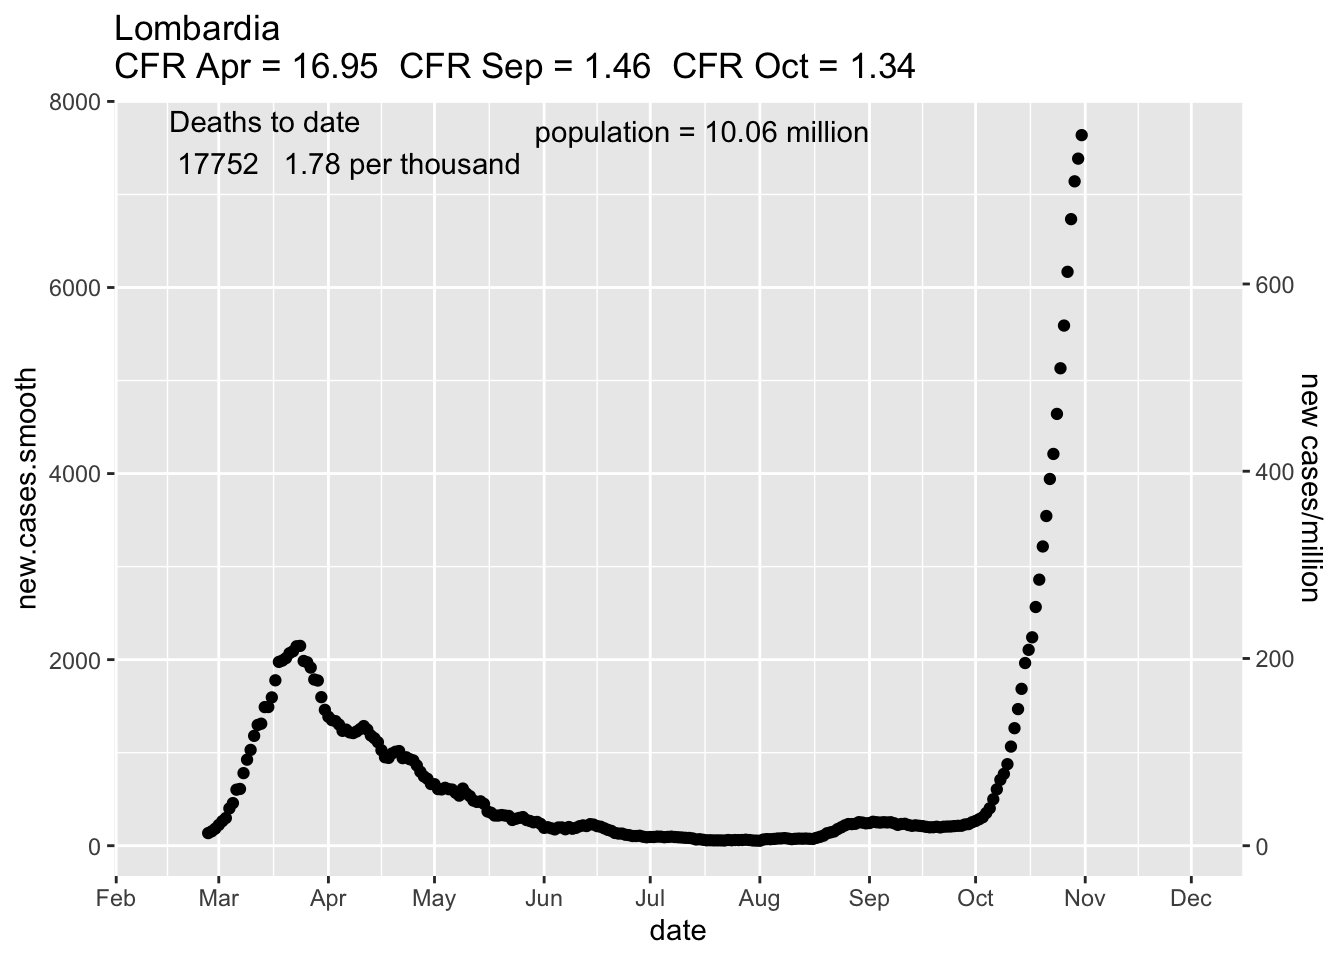 Lombardia
CFR Apr = 16.95  CFR Sep = 1.46  CFR Oct = 1.34
Deaths to date
17752   1.78 per thousand
population = 10.06 million
8000
6000
4000
2000
0
new.cases.smooth
600
400
200
0
new cases/million
Feb Mar Apr May Jun Jul Aug Sep Oct Nov Dec
date